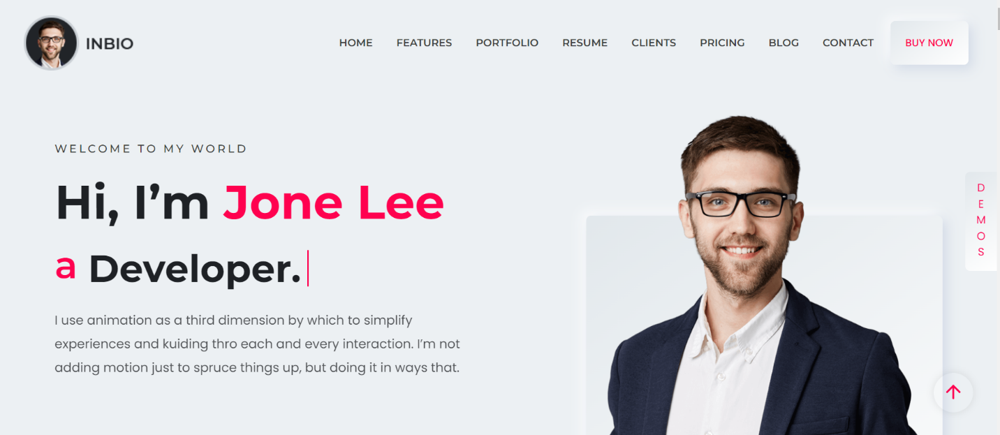 INBIO
HOME FEATURES PORTFOLIO RESUME CLIENTS PRICING BLOG CONTACT BUY NOW
WELCOME TO MY WORLD
Hi, I’m Jone Lee
a Developer.
I use animation as a third dimension by which to simplify
experiences and kuiding thro each and every interaction. I’m not
adding motion just to spruce things up, but doing it in ways that.
DEMOS